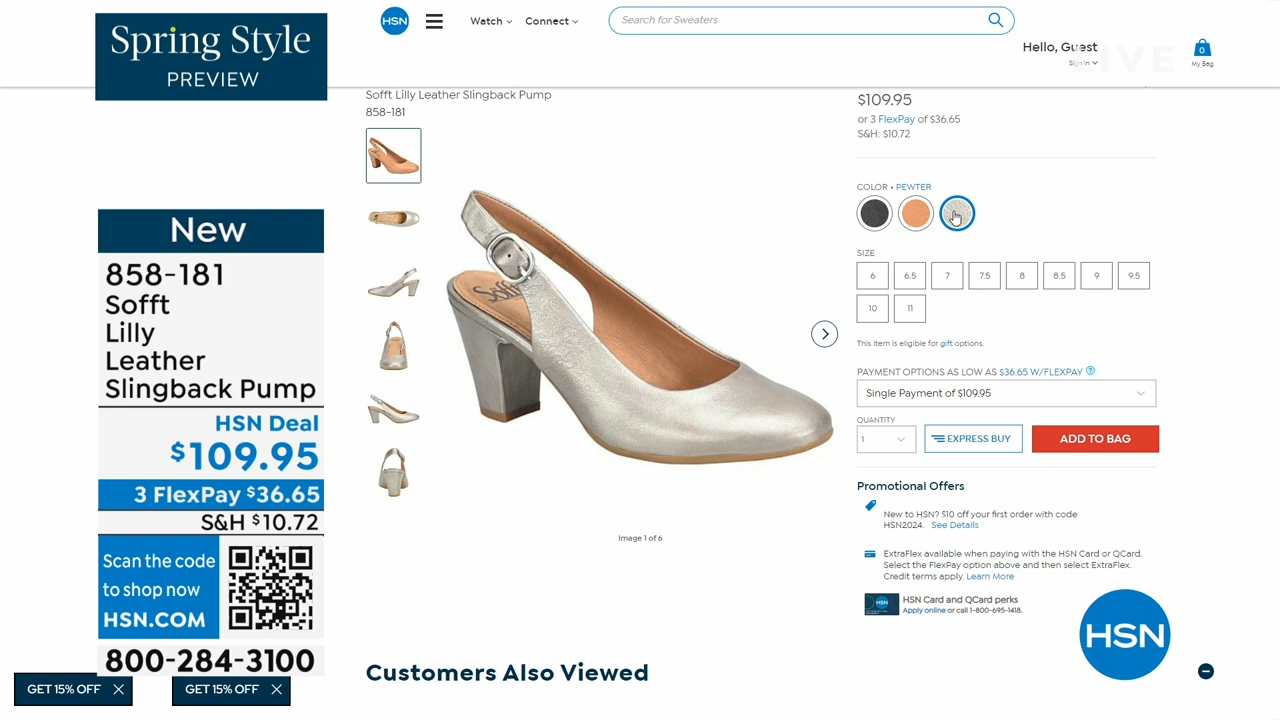 Spring Style
PREVIEW
HSN
Watch
Connect
Search for Sweaters
Hello, Guest
Sign In
LIVE
0
My Bag
Sofft Lilly Leather Slingback Pump
858-181
$109.95
or 3 FlexPay of $36.65
S&H: $10.72
COLOR • PEWTER
SIZE
6 6.5 7 7.5 8 8.5 9 9.5
10 11
This item is eligible for gift options.
PAYMENT OPTIONS AS LOW AS $36.65 W/FLEXPAY ?
Single Payment of $109.95
QUANTITY
1
EXPRESS BUY
ADD TO BAG
Promotional Offers
New to HSN? $10 off your first order with code
HSN2024. See Details
ExtraFlex available when paying with the HSN Card or QCard.
Select the FlexPay option above and then select ExtraFlex.
Credit terms apply. Learn More
HSN
HSN Card and QCard perks
Apply online or call 1-800-695-1418.
Sofft
Image 1 of 6
New
858-181
Sofft
Lilly
Leather
Slingback Pump
HSN Deal
$109.95
3 FlexPay $36.65
S&H $10.72
Scan the code
to shop now
HSN.COM
800-284-3100
GET 15% OFF
GET 15% OFF
Customers Also Viewed
HSN